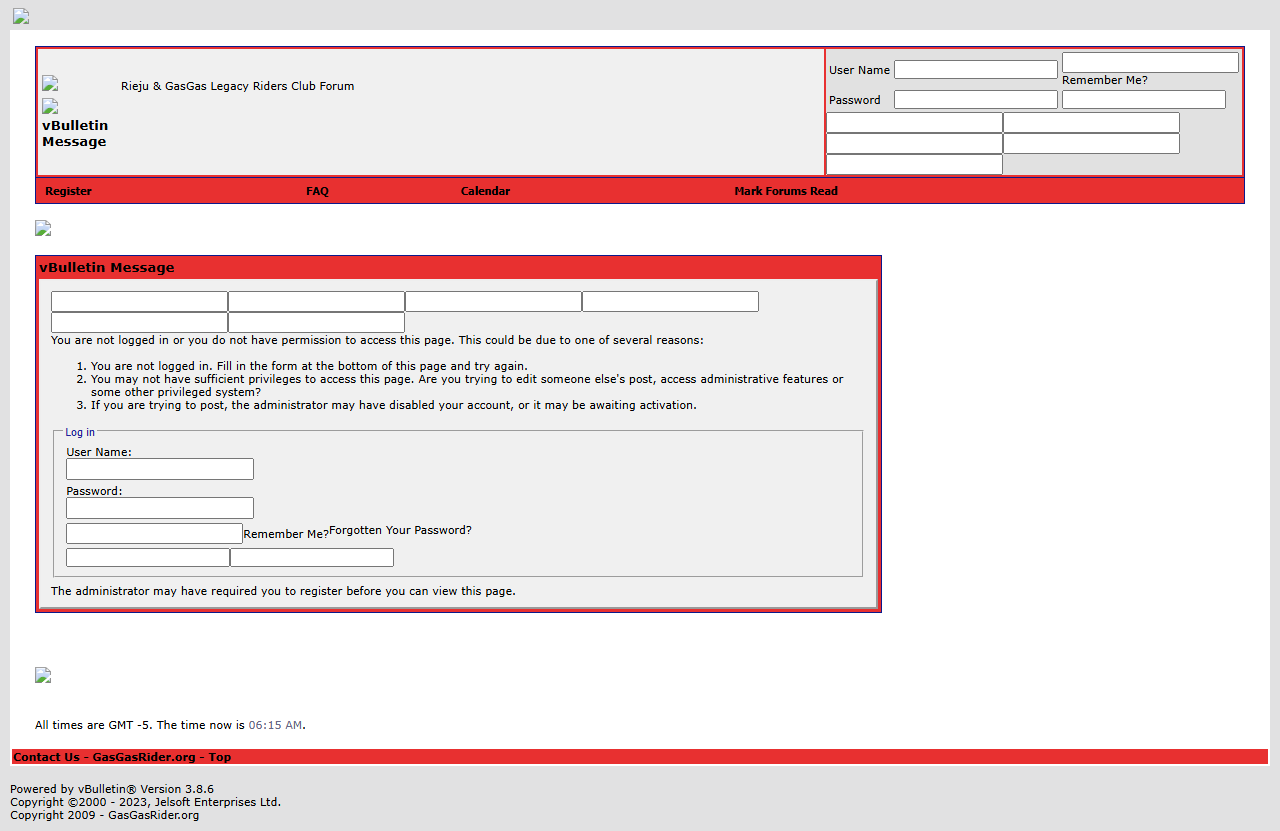 Rieju & GasGas Legacy Riders Club Forum
vBulletin
Message
User Name
Remember Me?
Password
Register FAQ Calendar Mark Forums Read
vBulletin Message
You are not logged in or you do not have permission to access this page. This could be due to one of several reasons:
1. You are not logged in. Fill in the form at the bottom of this page and try again.
2. You may not have sufficient privileges to access this page. Are you trying to edit someone else's post, access administrative features or
some other privileged system?
3. If you are trying to post, the administrator may have disabled your account, or it may be awaiting activation.
Log in
User Name:
Password:
Remember Me? Forgotten Your Password?
The administrator may have required you to register before you can view this page.
All times are GMT -5. The time now is 06:15 AM.
Contact Us - GasGasRider.org - Top
Powered by vBulletin® Version 3.8.6
Copyright ©2000 - 2023, Jelsoft Enterprises Ltd.
Copyright 2009 - GasGasRider.org